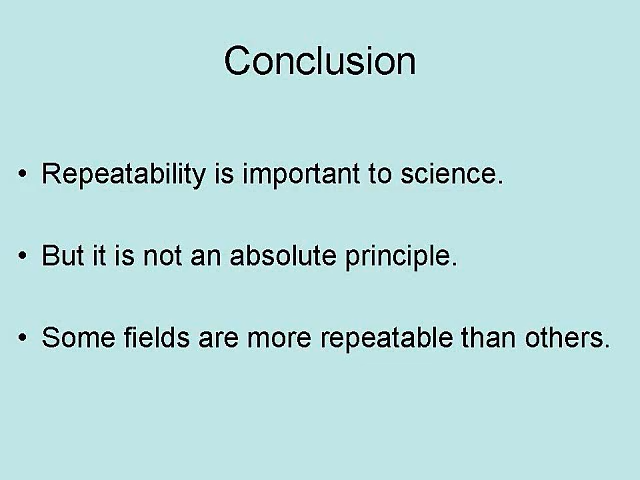 Conclusion
• Repeatability is important to science.
• But it is not an absolute principle.
• Some fields are more repeatable than others.